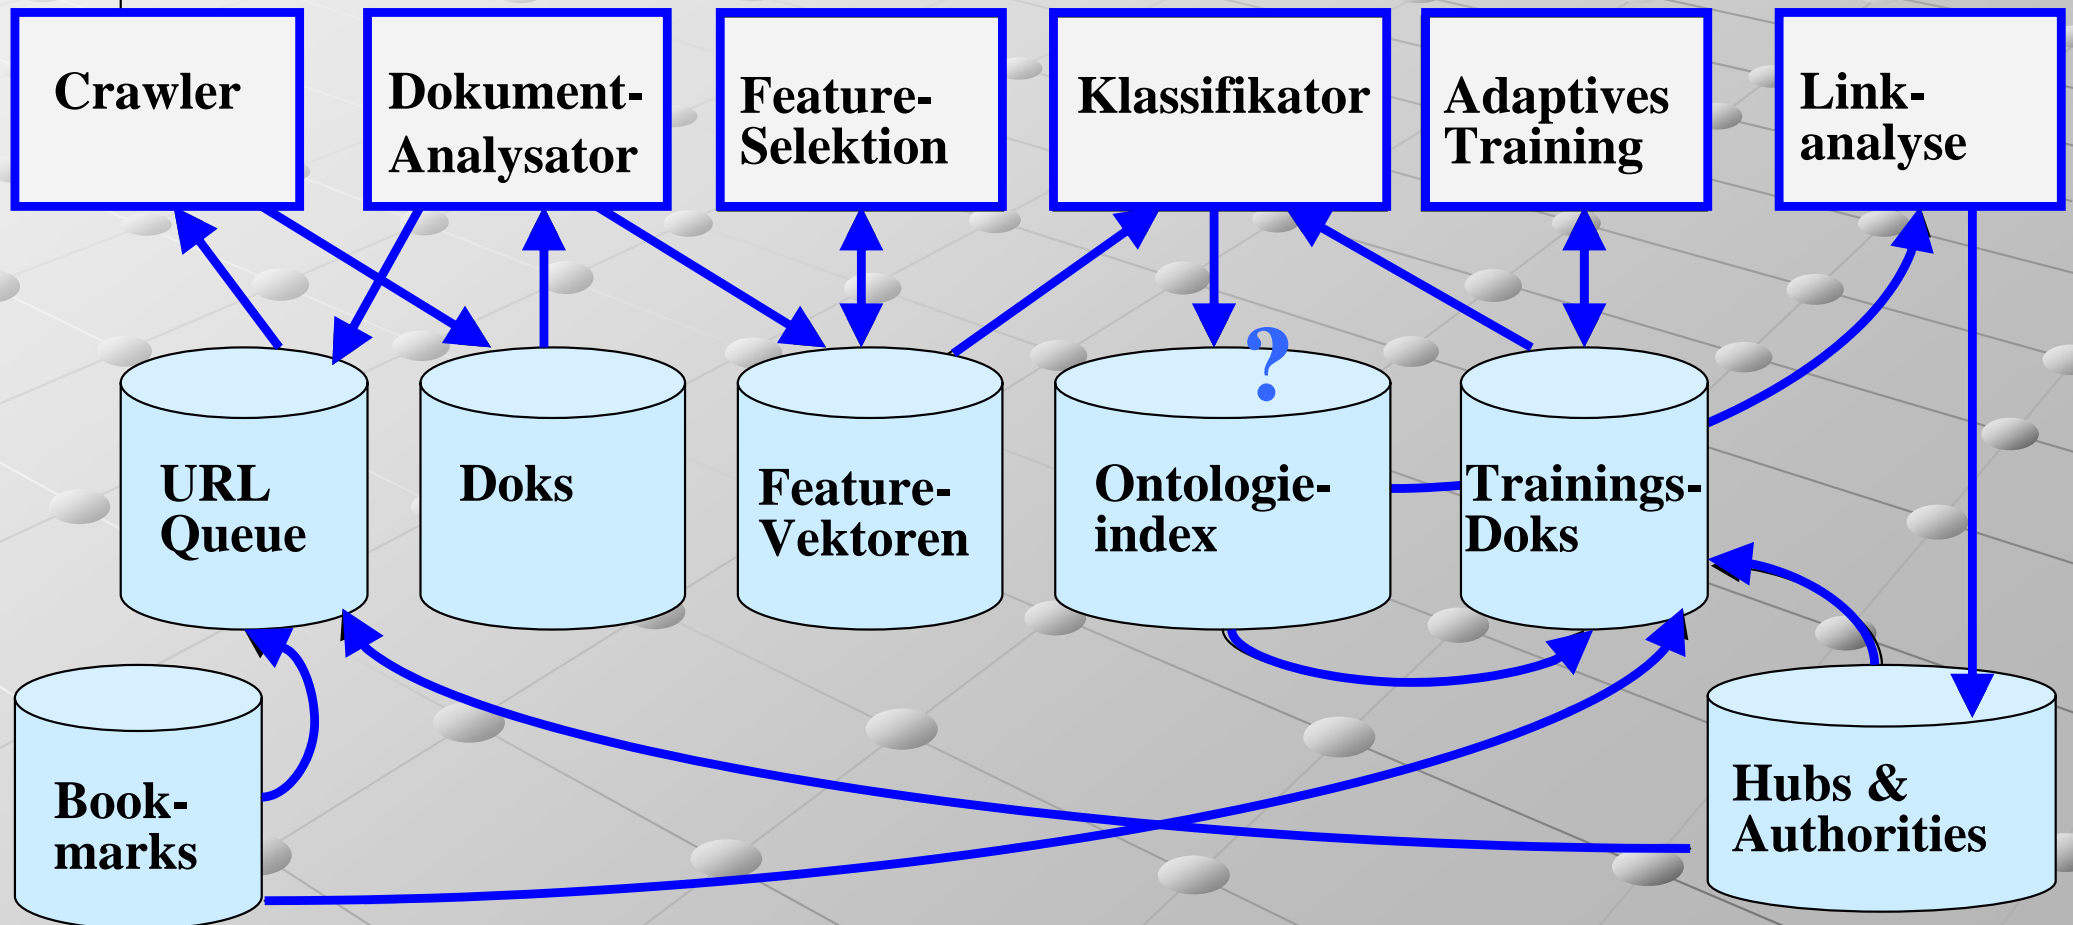 Crawler
Dokument-
Analysator
Feature-
Selektion
Klassifikator
Adaptives
Training
Link-
analyse
?
URL
Queue
Doks
Feature-
Vektoren
Ontologie-
index
Trainings-
Doks
Book-
marks
Hubs &
Authorities